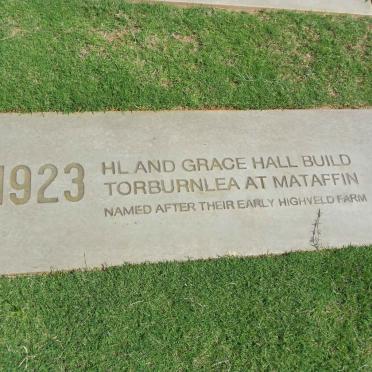 1923
HL AND GRACE HALL BUILD
TORBURNLEA AT MATAFFIN
NAMED AFTER THEIR EARLY HIGHVELD FARM